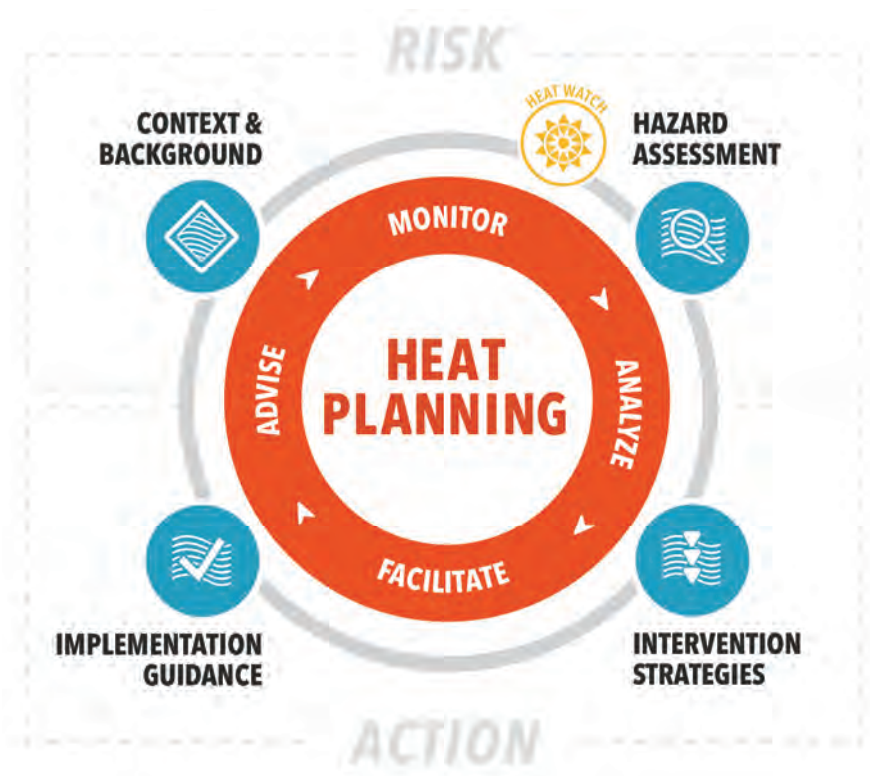 RISK
HEAT WATCH
CONTEXT &
BACKGROUND
HAZARD
ASSESSMENT
MONITOR
ANALYZE
FACILITATE
ADVISE
HEAT
PLANNING
IMPLEMENTATION
GUIDANCE
INTERVENTION
STRATEGIES
ACTION